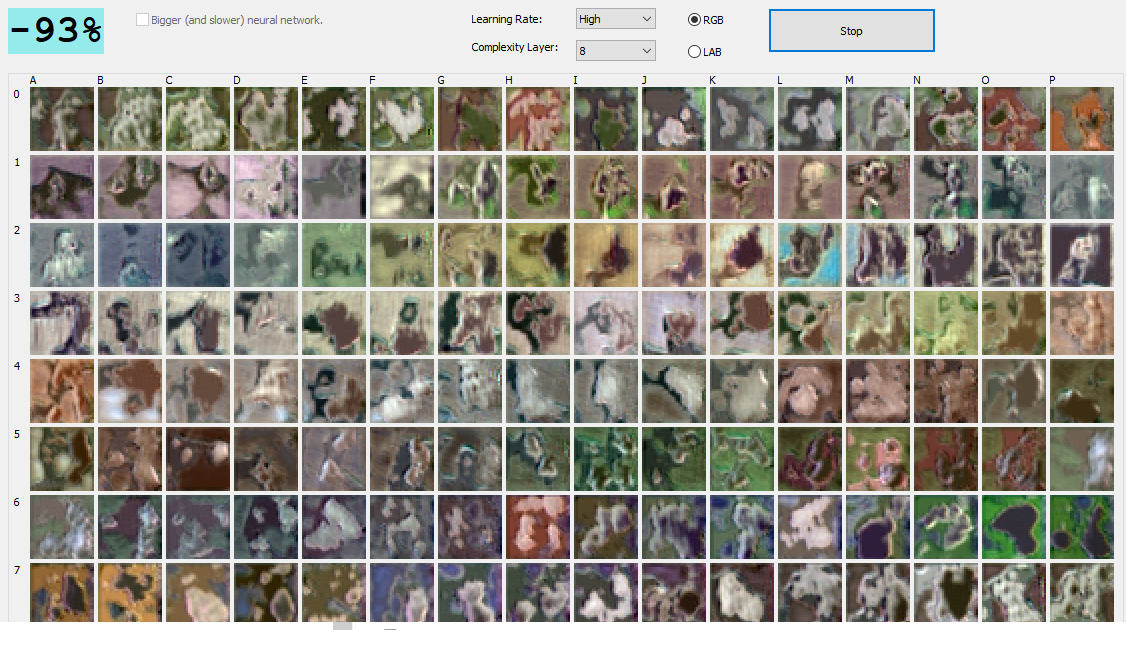 -93%
Bigger (and slower) neural network.
Learning Rate: High
Complexity Layer: 8
RGB
LAB
Stop
A B C D E F G H I J K L M N O P
0
1
2
3
4
5
6
7